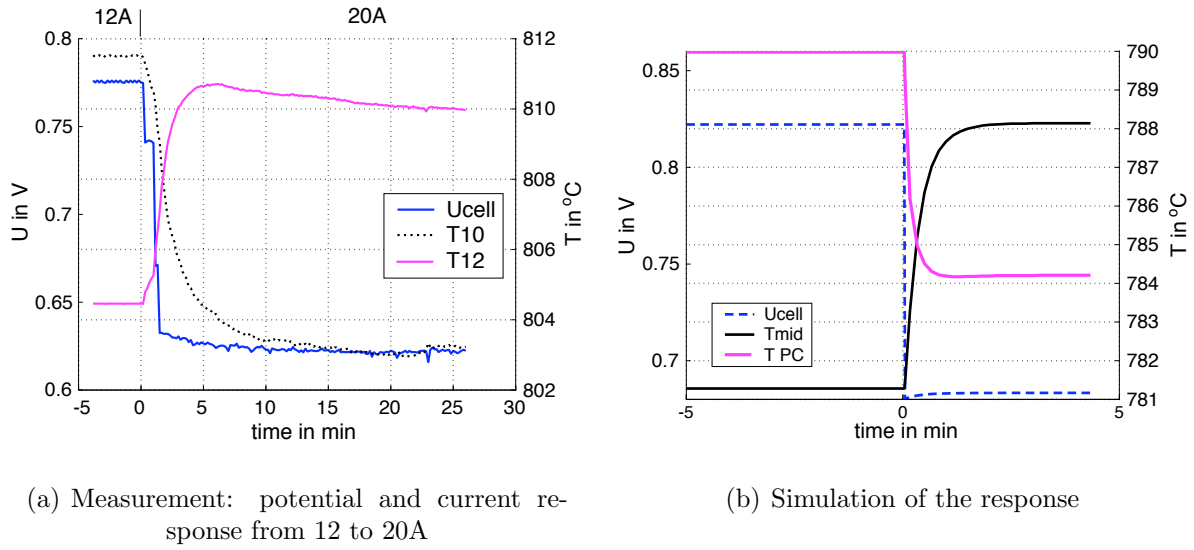 12A
20A
0.8
0.75
0.7
0.65
0.6
U in V
812
810
808
806
804
802
T in °C
Ucell
T10
T12
-5
0
5
10
15
20
25
30
time in min
0.85
0.8
0.75
0.7
U in V
790
789
788
787
786
785
784
783
782
781
T in °C
Ucell
Tmid
T PC
-5
0
5
time in min
(a) Measurement: potential and current re-
sponse from 12 to 20A
(b) Simulation of the response